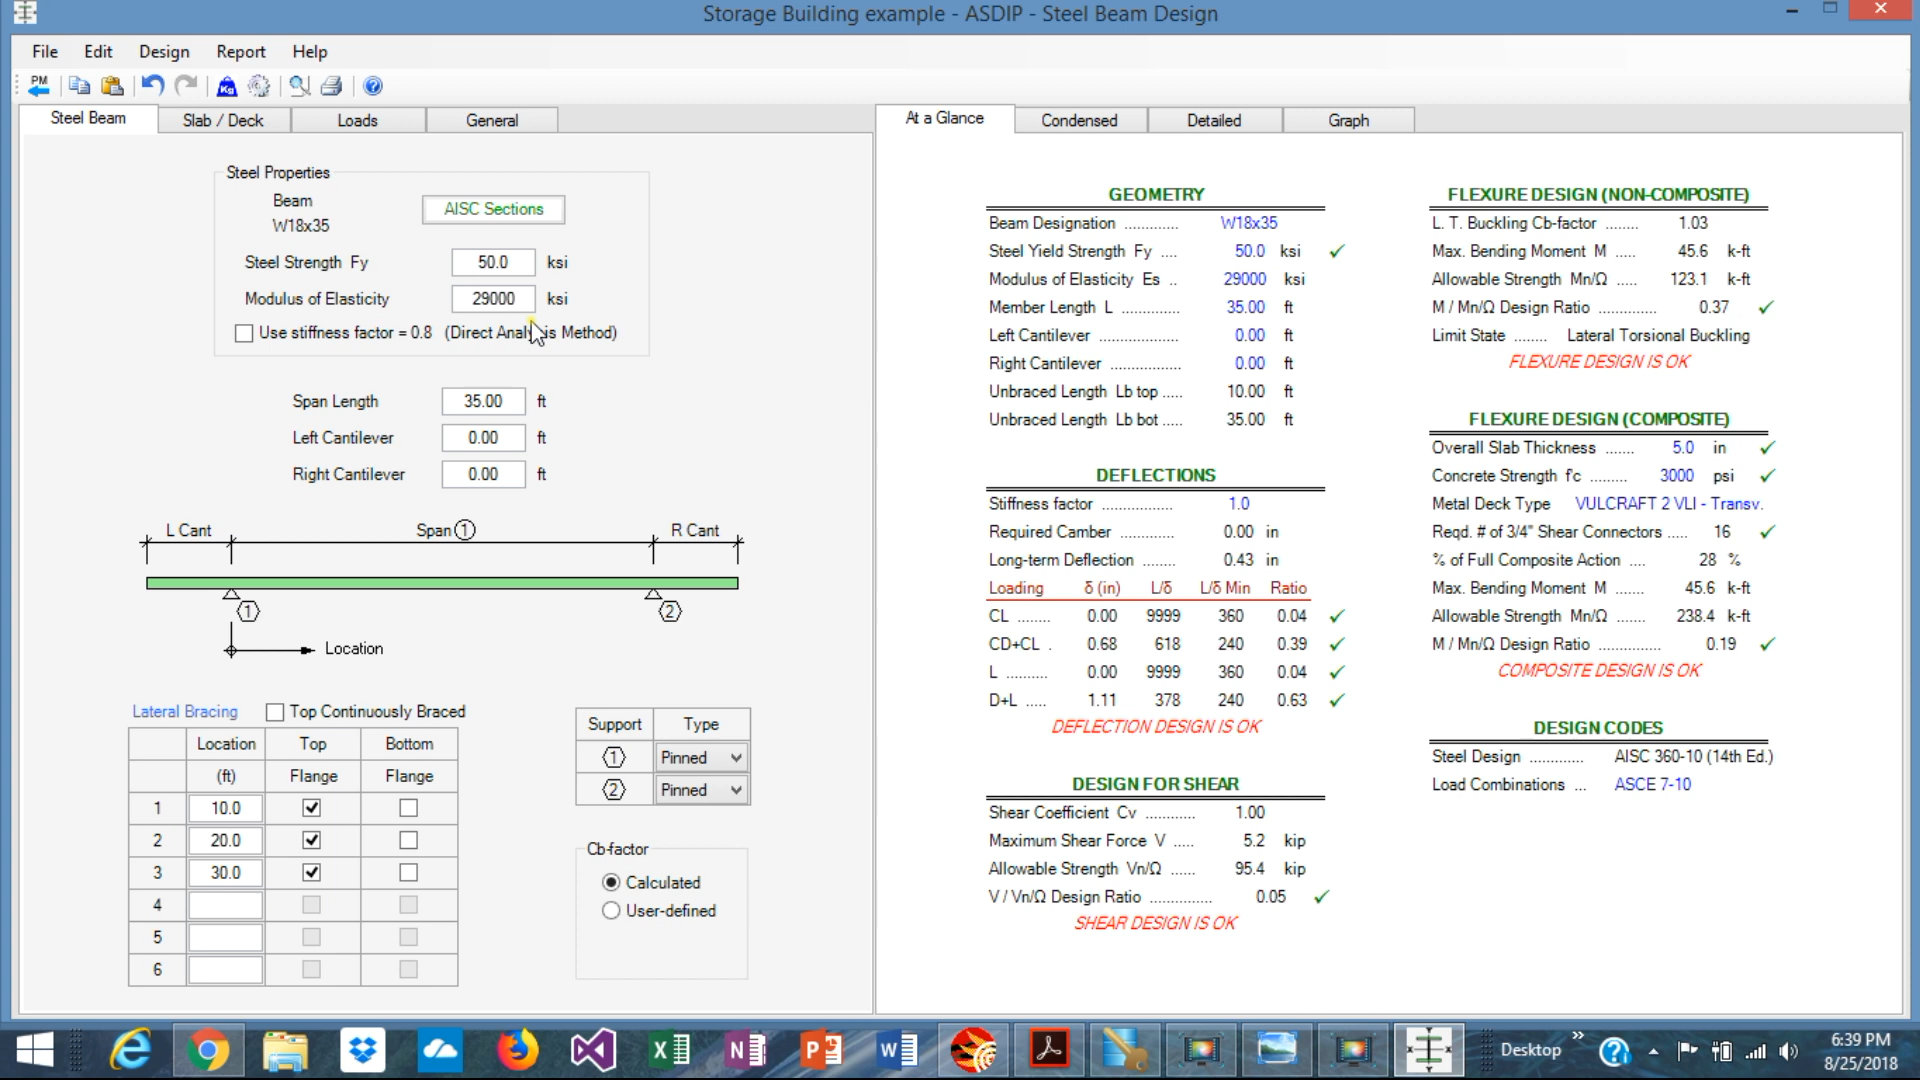 Storage Building example - ASDIP - Steel Beam Design
File Edit Design Report Help
PM
Kg
Steel Beam Slab / Deck Loads General
Steel Properties
Beam
W18x35
AISC Sections
Steel Strength Fy 50.0 ksi
Modulus of Elasticity 29000 ksi
Use stiffness factor = 0.8 (Direct Analysis Method)
Span Length 35.00 ft
Left Cantilever 0.00 ft
Right Cantilever 0.00 ft
L Cant Span 1 R Cant
1 2
Location
Lateral Bracing Top Continuously Braced
Location Top Bottom
(ft) Flange Flange
1 10.0
2 20.0
3 30.0
4
5
6
Support Type
1 Pinned
2 Pinned
Cb-factor
Calculated
User-defined
At a Glance Condensed Detailed Graph
GEOMETRY
Beam Designation ............ W18x35
Steel Yield Strength Fy .... 50.0 ksi ✓
Modulus of Elasticity Es .. 29000 ksi
Member Length L .............. 35.00 ft
Left Cantilever .................. 0.00 ft
Right Cantilever ................ 0.00 ft
Unbraced Length Lb top ..... 10.00 ft
Unbraced Length Lb bot ..... 35.00 ft
DEFLECTIONS
Stiffness factor ................ 1.0
Required Camber ............ 0.00 in
Long-term Deflection ........ 0.43 in
Loading δ (in) L/δ L/δ Min Ratio
CL ........ 0.00 9999 360 0.04 ✓
CD+CL . 0.68 618 240 0.39 ✓
L .......... 0.00 9999 360 0.04 ✓
D+L ..... 1.11 378 240 0.63 ✓
DEFLECTION DESIGN IS OK
DESIGN FOR SHEAR
Shear Coefficient Cv ............ 1.00
Maximum Shear Force V ..... 5.2 kip
Allowable Strength Vn/Ω ...... 95.4 kip
V / Vn/Ω Design Ratio ............... 0.05 ✓
SHEAR DESIGN IS OK
FLEXURE DESIGN (NON-COMPOSITE)
L. T. Buckling Cb-factor ........ 1.03
Max. Bending Moment M ..... 45.6 k-ft
Allowable Strength Mn/Ω ....... 123.1 k-ft
M / Mn/Ω Design Ratio .............. 0.37 ✓
Limit State ........ Lateral Torsional Buckling
FLEXURE DESIGN IS OK
FLEXURE DESIGN (COMPOSITE)
Overall Slab Thickness ....... 5.0 in ✓
Concrete Strength f'c ......... 3000 psi ✓
Metal Deck Type VULCRAFT 2 VLI - Transv.
Reqd. # of 3/4" Shear Connectors ..... 16 ✓
% of Full Composite Action .... 28 %
Max. Bending Moment M ....... 45.6 k-ft
Allowable Strength Mn/Ω ....... 238.4 k-ft
M / Mn/Ω Design Ratio ............... 0.19 ✓
COMPOSITE DESIGN IS OK
DESIGN CODES
Steel Design ............. AISC 360-10 (14th Ed.)
Load Combinations ... ASCE 7-10
Desktop
6:39 PM
8/25/2018